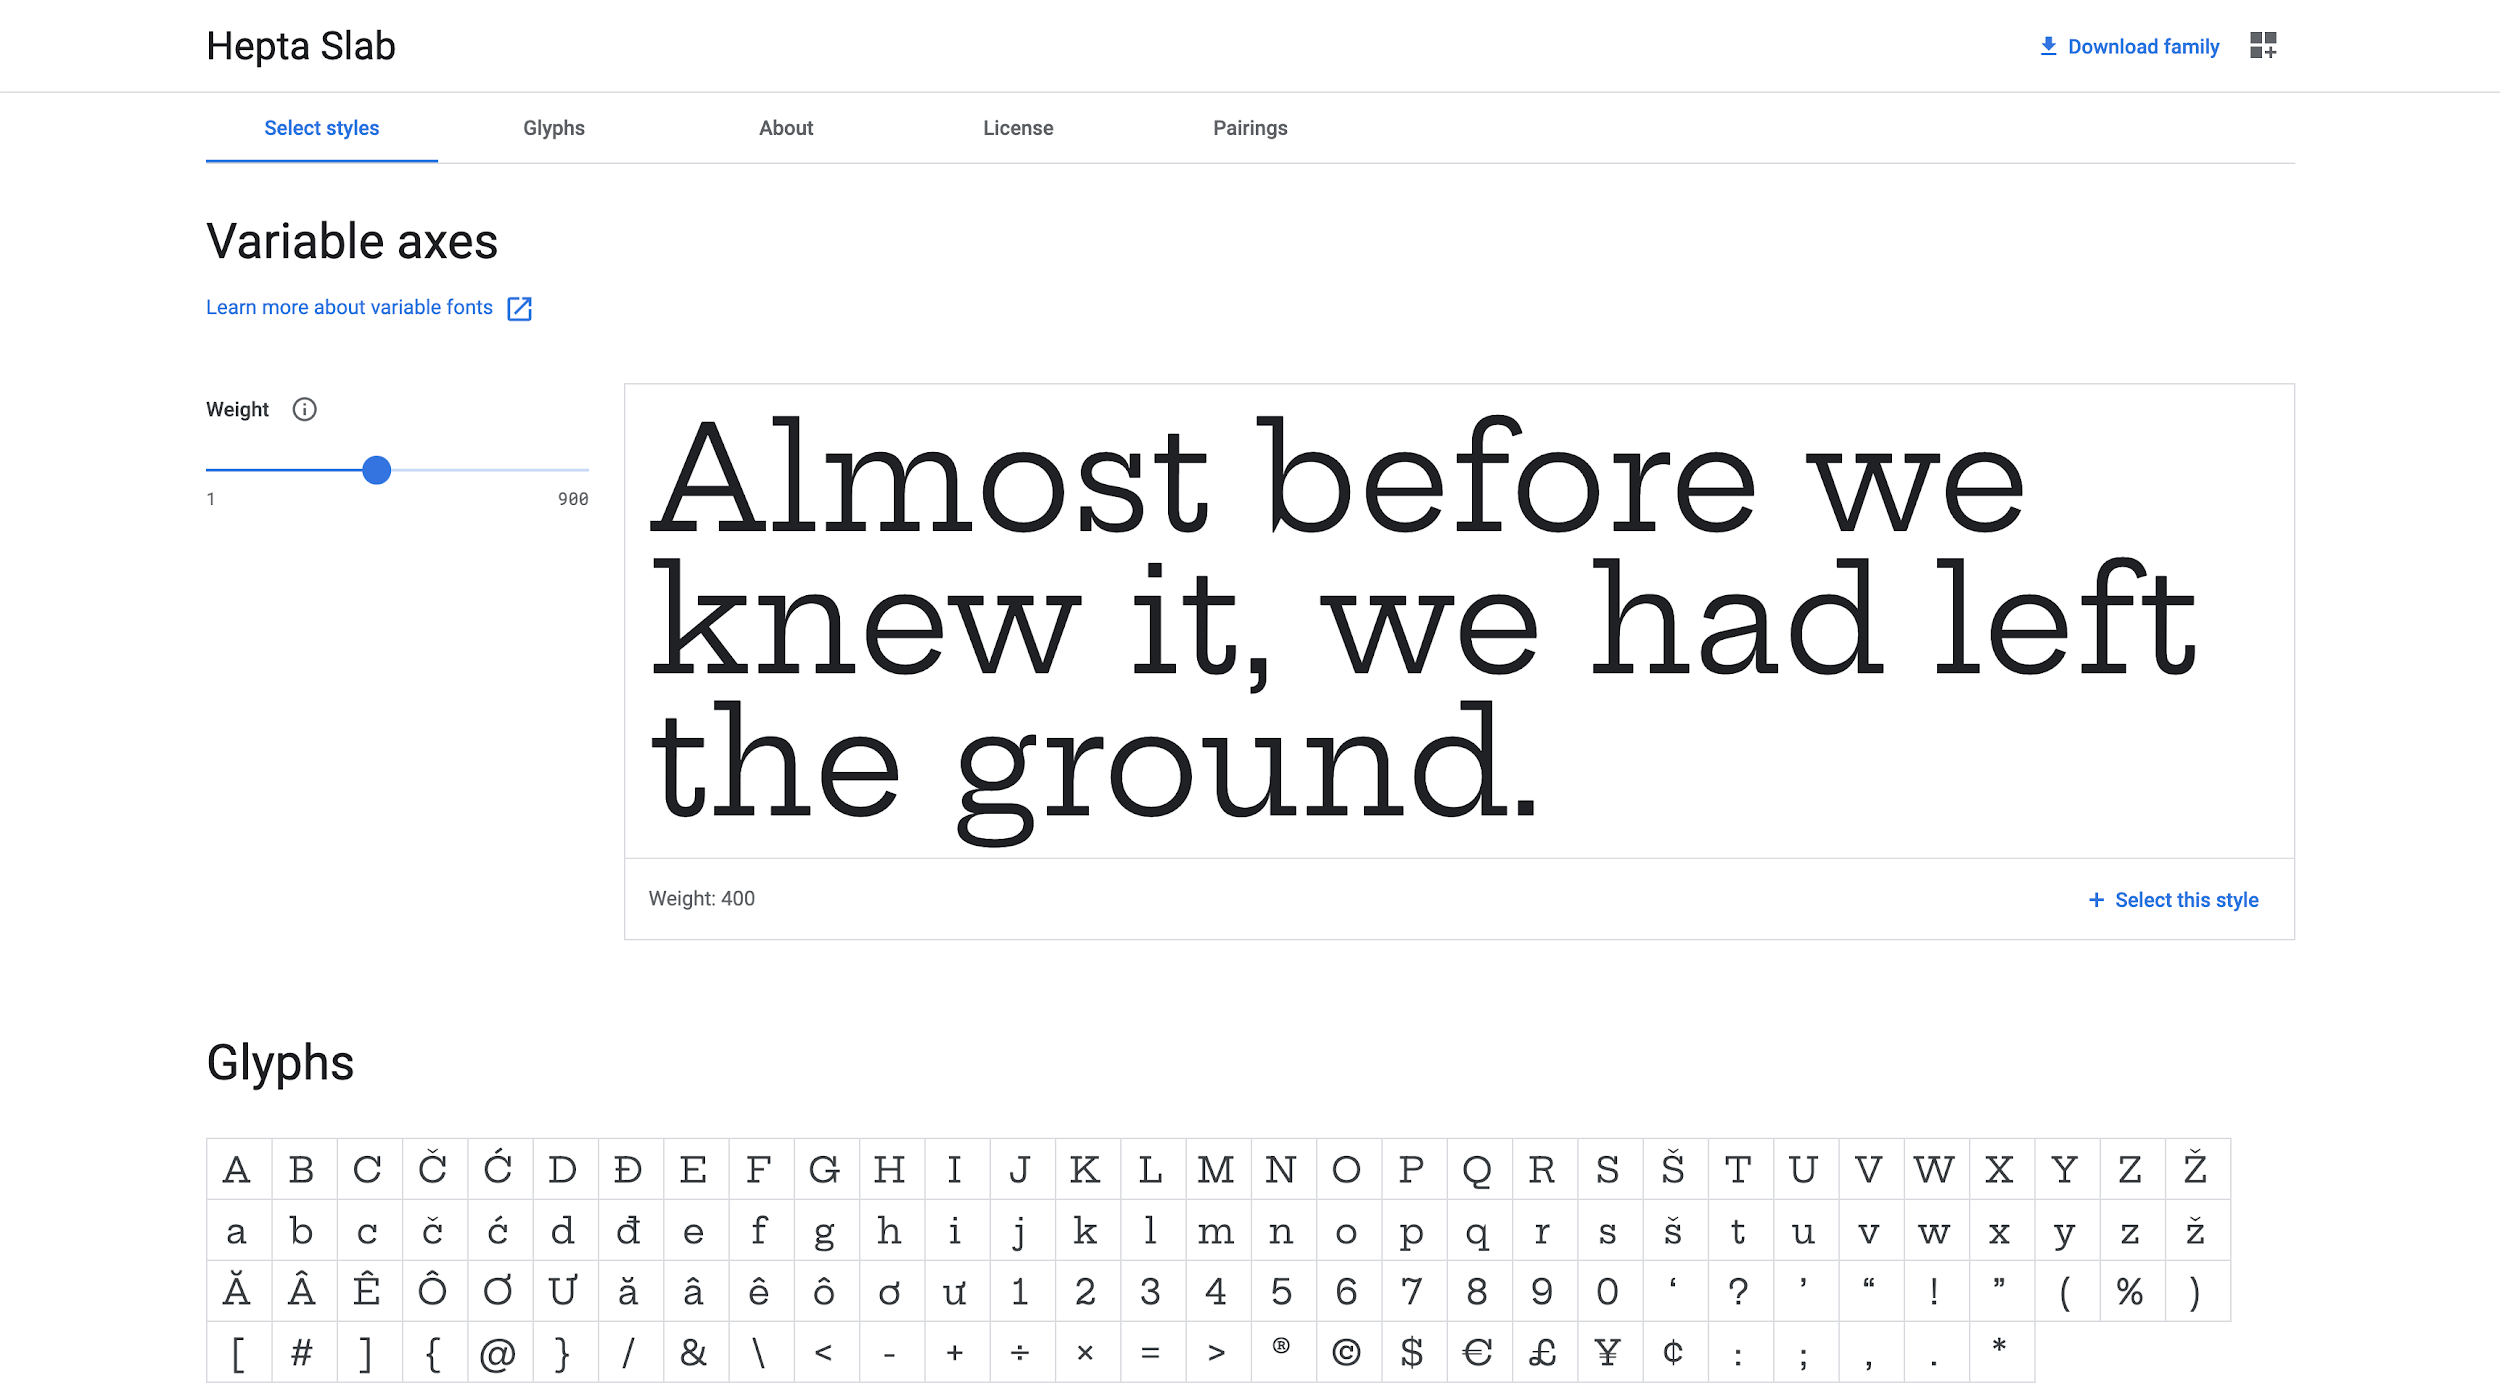 Hepta Slab
Download family
Select styles Glyphs About License Pairings
Variable axes
Learn more about variable fonts
Weight
1 900
Almost before we
knew it, we had left
the ground.
Weight: 400
+ Select this style
Glyphs
A B C Č Ć D Đ E F G H I J K L M N O P Q R S Š T U V W X Y Z Ž
a b c č ć d đ e f g h i j k l m n o p q r s š t u v w x y z ž
Ă Â Ê Ô Ơ Ư ă â ê ô ơ ư 1 2 3 4 5 6 7 8 9 0 ‘ ? ’ “ ! ” ( % )
[ # ] { @ } / & \ < - + ÷ × = > ® © $ € £ ¥ ¢ : ; , . *